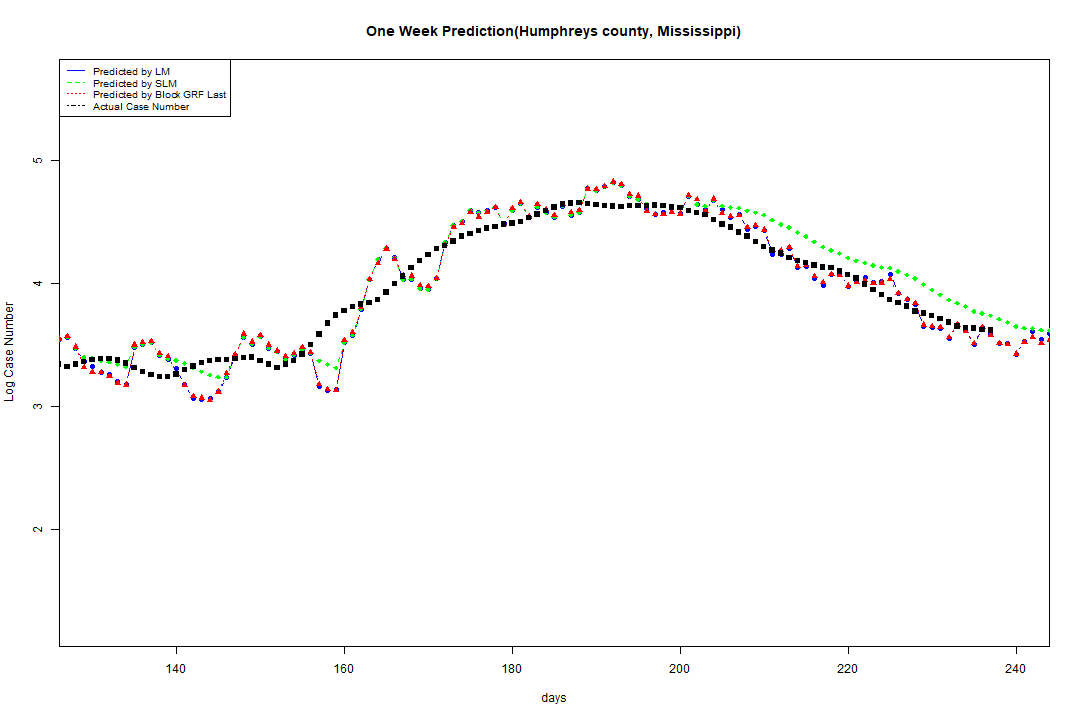 One Week Prediction(Humphreys county, Mississippi)
Predicted by LM
Predicted by SLM
Predicted by Block GRF Last
Actual Case Number
5
4
3
2
Log Case Number
140 160 180 200 220 240
days